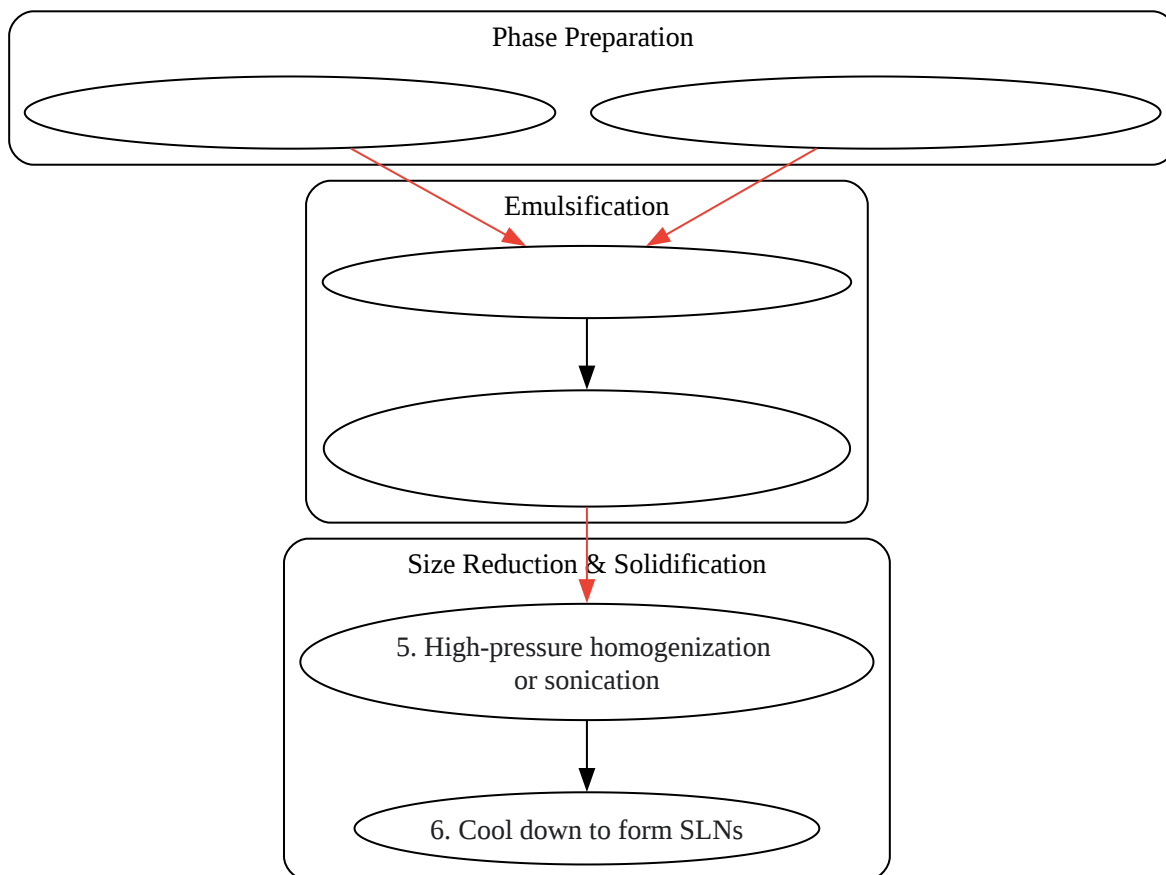 Phase Preparation
Emulsification
Size Reduction & Solidification
5. High-pressure homogenization
or sonication
6. Cool down to form SLNs